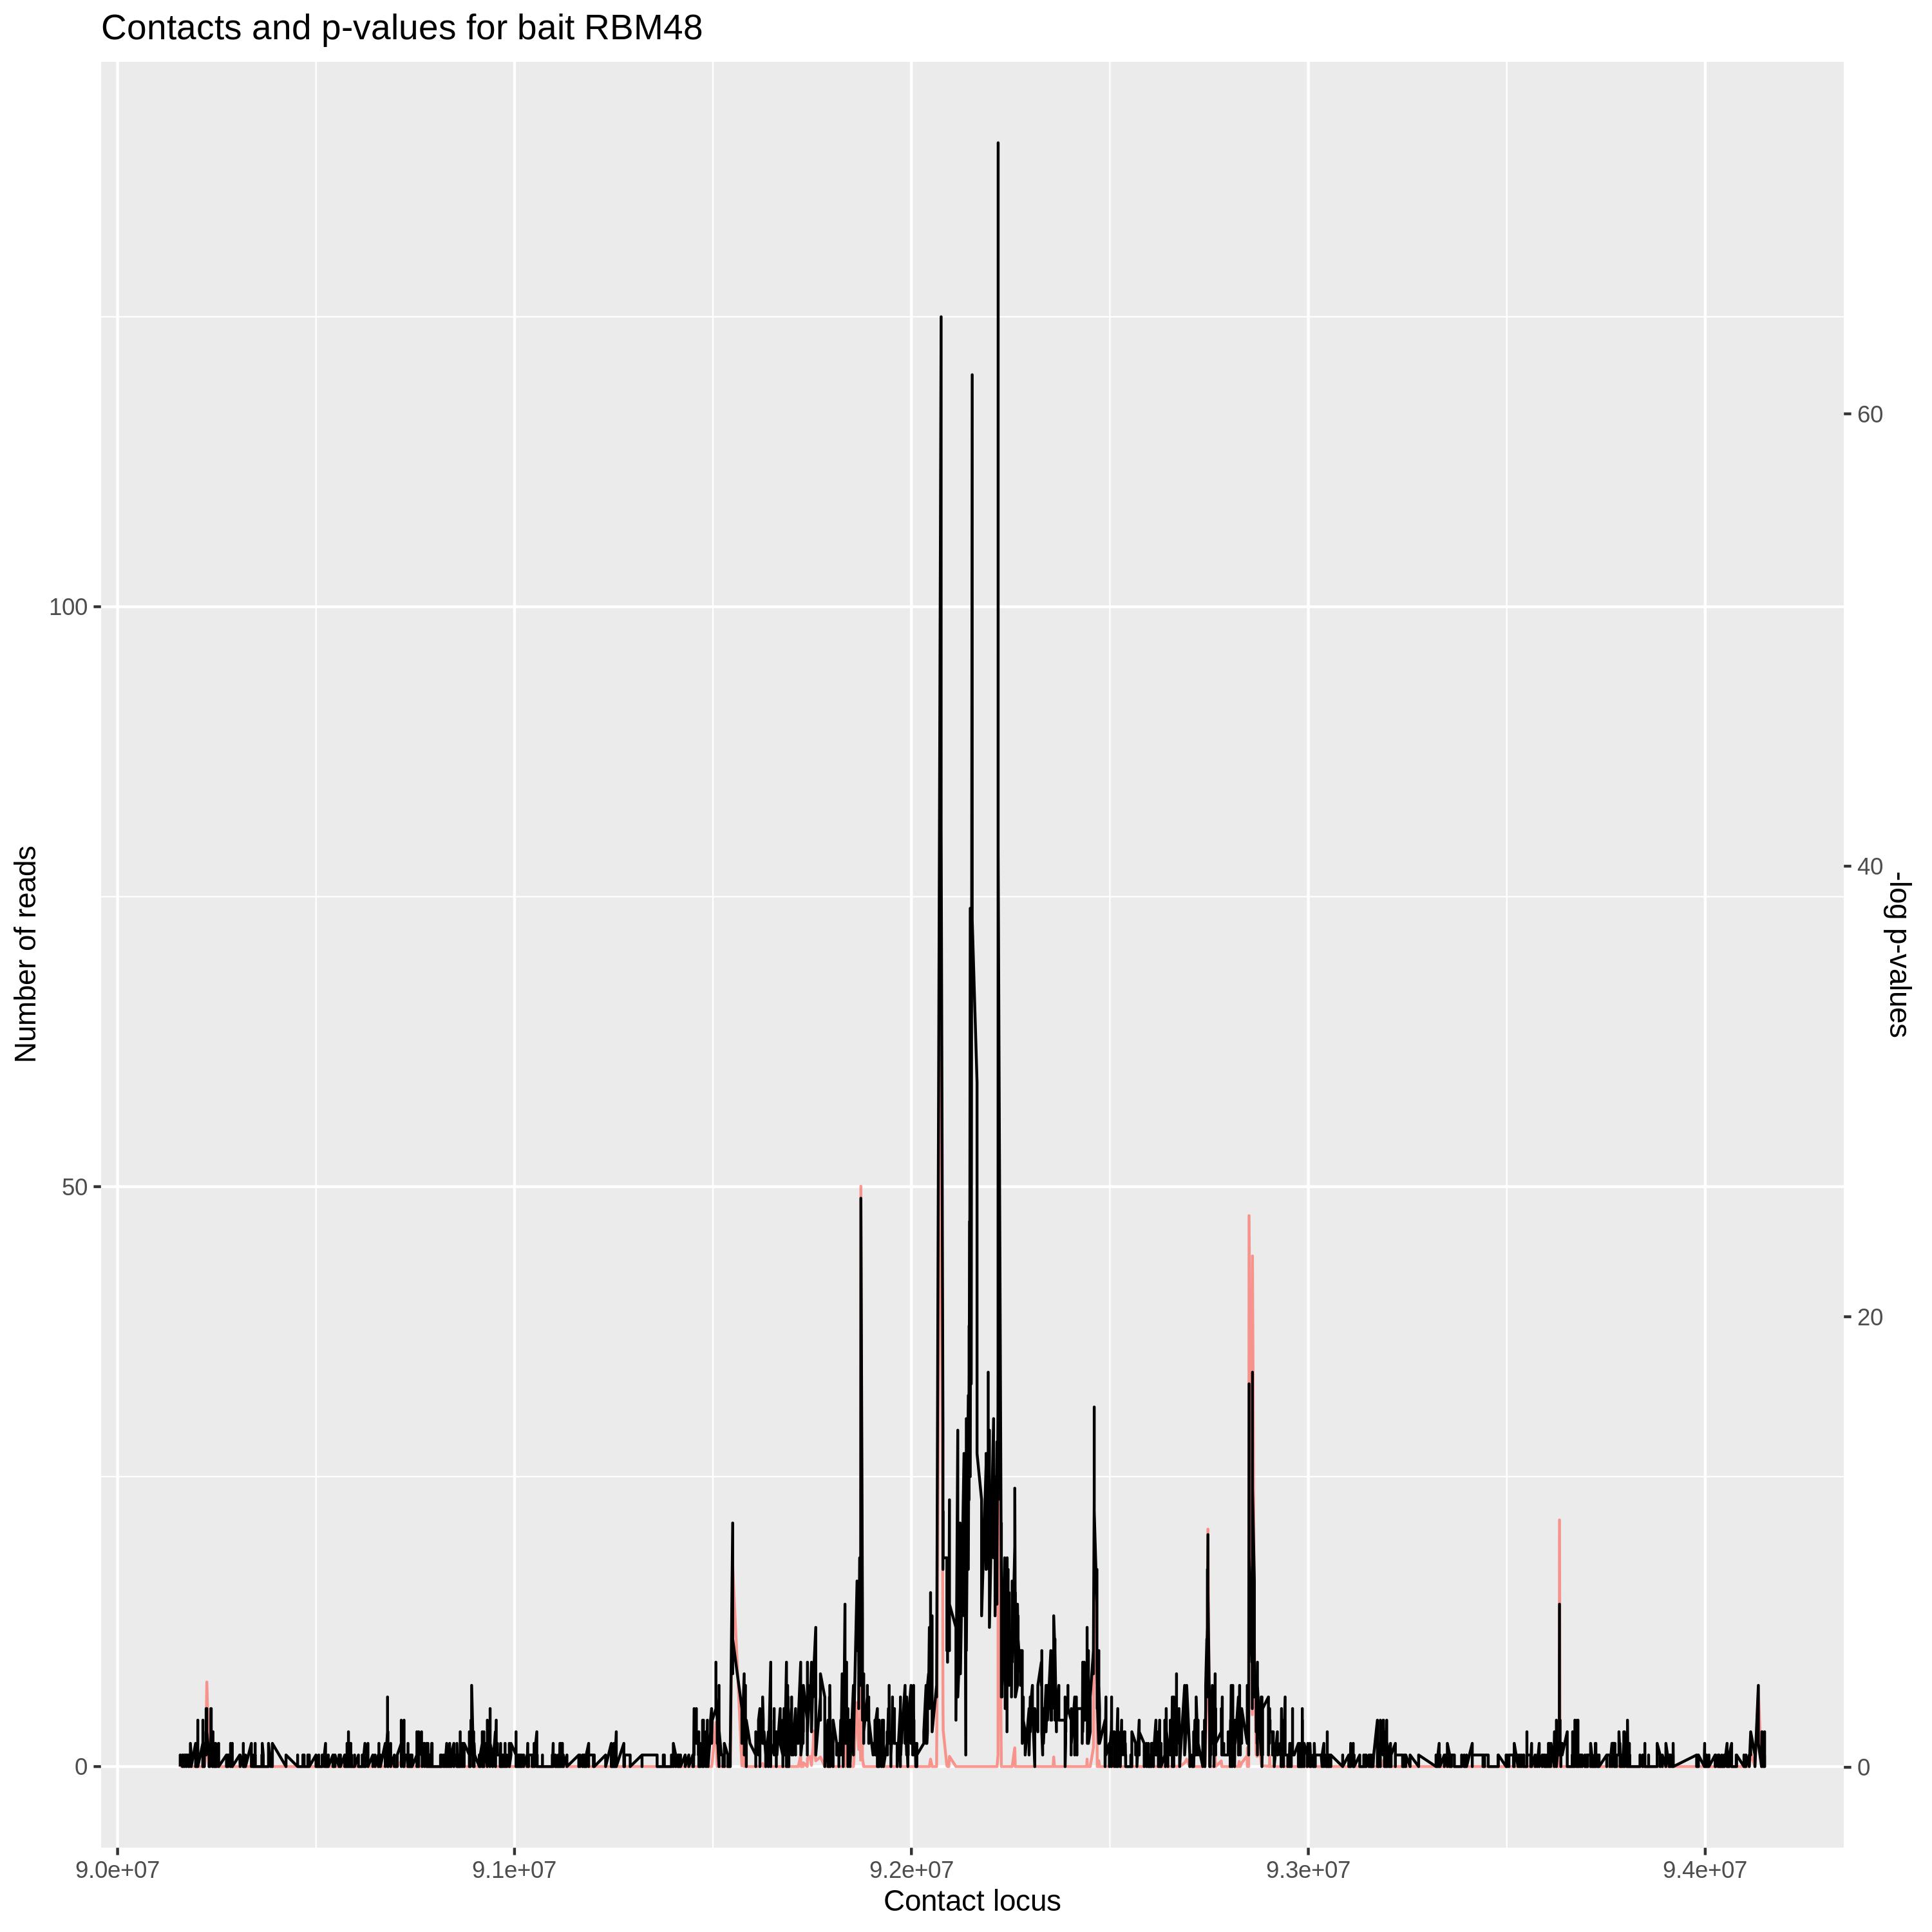 Contacts and p-values for bait RBM48
Number of reads
100
50
0
60
40
20
0
-log p-values
9.0e+07 9.1e+07 9.2e+07 9.3e+07 9.4e+07
Contact locus